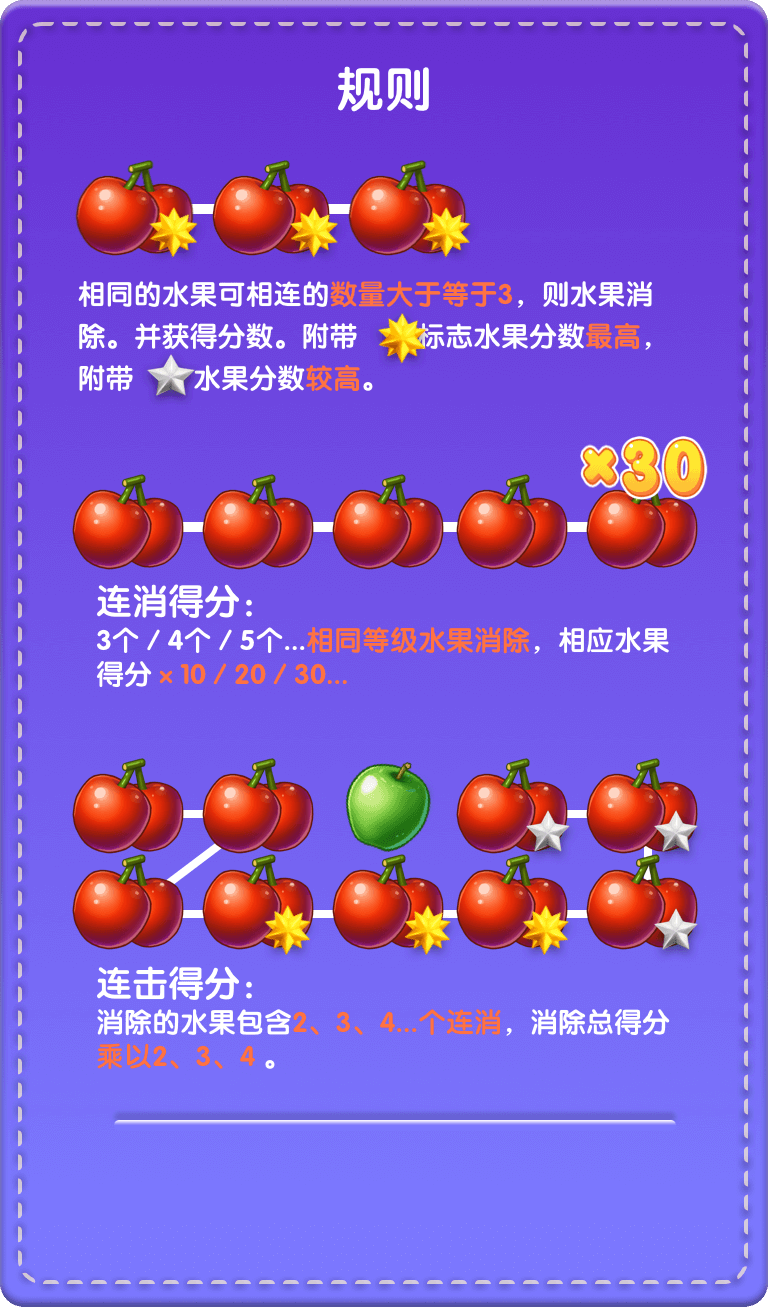 规则
相同的水果可相连的数量大于等于3，则水果消
除。并获得分数。附带 标志水果分数最高，
附带 水果分数较高。
×30
连消得分：
3个 / 4个 / 5个...相同等级水果消除，相应水果
得分 × 10 / 20 / 30...
连击得分：
消除的水果包含2、3、4...个连消，消除总得分
乘以2、3、4 。